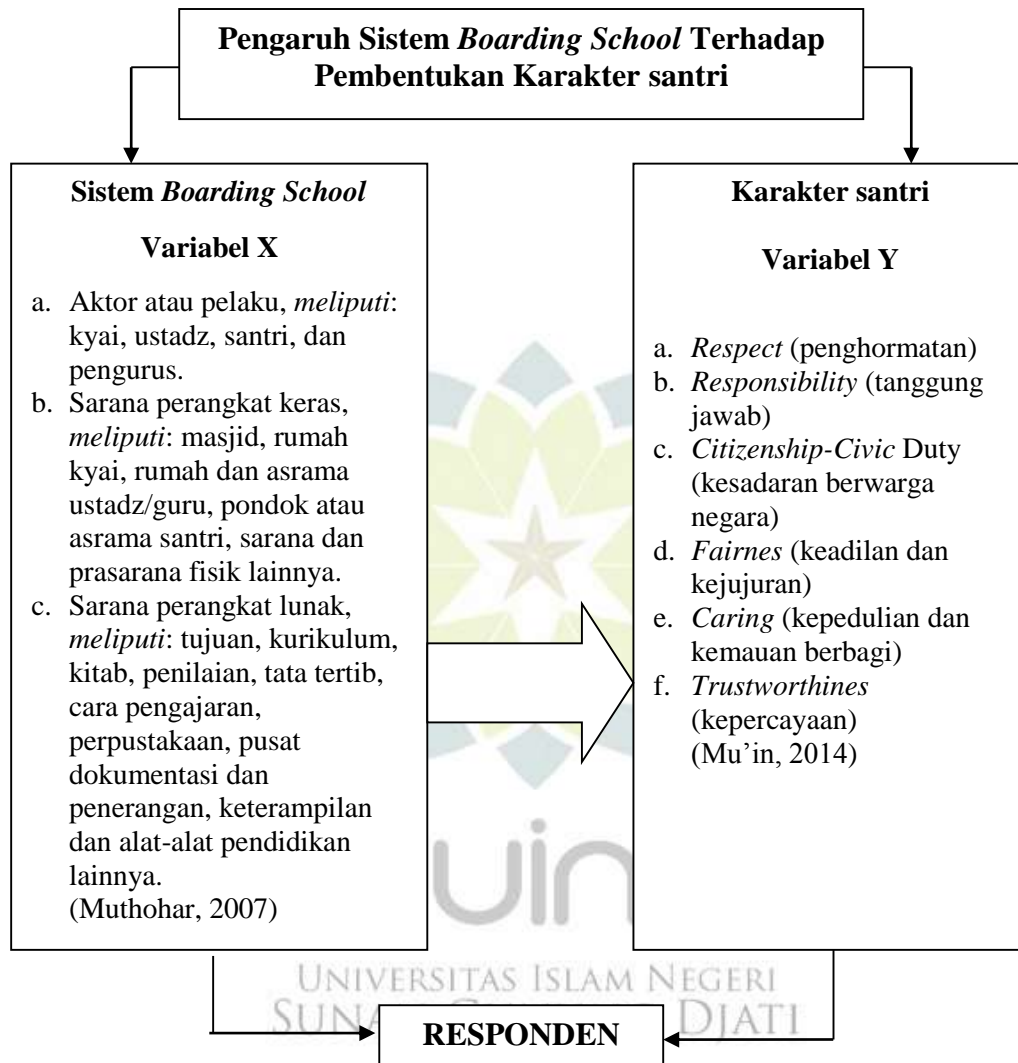 Pengaruh Sistem Boarding School Terhadap
Pembentukan Karakter santri
Sistem Boarding School
Variabel X
a. Aktor atau pelaku, meliputi:
kyai, ustadz, santri, dan
pengurus.
b. Sarana perangkat keras,
meliputi: masjid, rumah
kyai, rumah dan asrama
ustadz/guru, pondok atau
asrama santri, sarana dan
prasarana fisik lainnya.
c. Sarana perangkat lunak,
meliputi: tujuan, kurikulum,
kitab, penilaian, tata tertib,
cara pengajaran,
perpustakaan, pusat
dokumentasi dan
penerangan, keterampilan
dan alat-alat pendidikan
lainnya.
(Muthohar, 2007)
Karakter santri
Variabel Y
a. Respect (penghormatan)
b. Responsibility (tanggung
jawab)
c. Citizenship-Civic Duty
(kesadaran berwarga
negara)
d. Fairnes (keadilan dan
kejujuran)
e. Caring (kepedulian dan
kemauan berbagi)
f. Trustworthines
(kepercayaan)
(Mu'in, 2014)
uin
UNIVERSITAS ISLAM NEGERI
DJATI
RESPONDEN